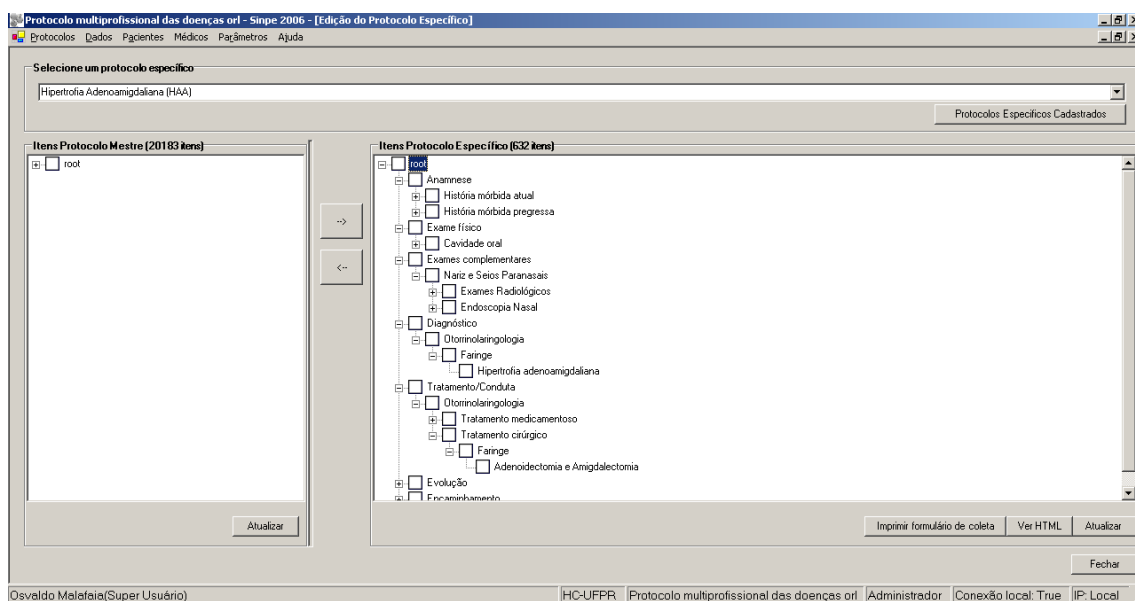 Protocolo multiprofissional das doenças orl - Sinpe 2006 - [Edição do Protocolo Específico]
Protocolos Dados Pacientes Médicos Parâmetros Ajuda
Selecione um protocolo específico
Hipertrofia Adenoamigdaliana (HAA)
Protocolos Específicos Cadastrados
Itens Protocolo Mestre (20183 itens)
root
Atualizar
-->
<--
Itens Protocolo Específico (632 itens)
root
Anamnese
História mórbida atual
História mórbida pregressa
Exame físico
Cavidade oral
Exames complementares
Nariz e Seios Paranasais
Exames Radiológicos
Endoscopia Nasal
Diagnóstico
Otorrinolaringologia
Faringe
Hipertrofia adenoamigdaliana
Tratamento/Conduta
Otorrinolaringologia
Tratamento medicamentoso
Tratamento cirúrgico
Faringe
Adenoidectomia e Amigdalectomia
Evolução
Encaminhamento
Imprimir formulário de coleta Ver HTML Atualizar
Fechar
Osvaldo Malafaia(Super Usuário) HC-UFPR Protocolo multiprofissional das doenças orl Administrador Conexão local: True IP: Local